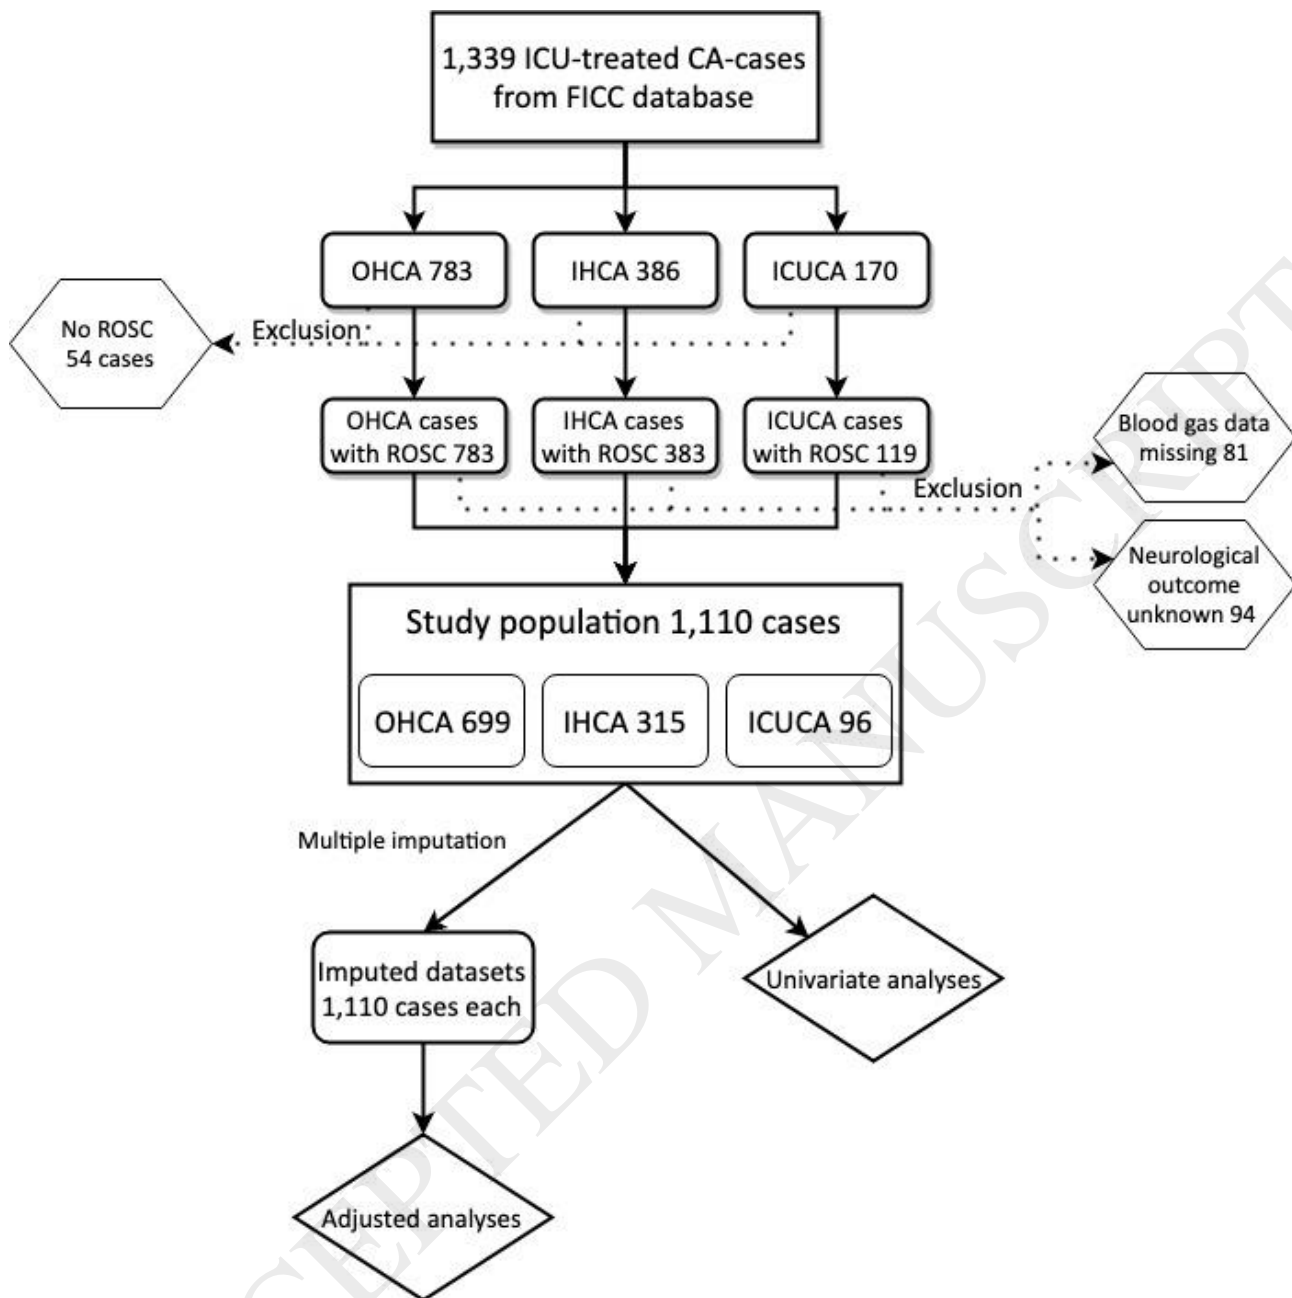 1,339 ICU-treated CA-cases
from FICC database
OHCA 783
IHCA 386
ICUCA 170
No ROSC
54 cases
Exclusion
OHCA cases
with ROSC 783
IHCA cases
with ROSC 383
ICUCA cases
with ROSC 119
Exclusion
Blood gas data
missing 81
Neurological
outcome
unknown 94
Study population 1,110 cases
OHCA 699
IHCA 315
ICUCA 96
Multiple imputation
Imputed datasets
1,110 cases each
Univariate analyses
Adjusted analyses
CEPTED MANUSCRIPT